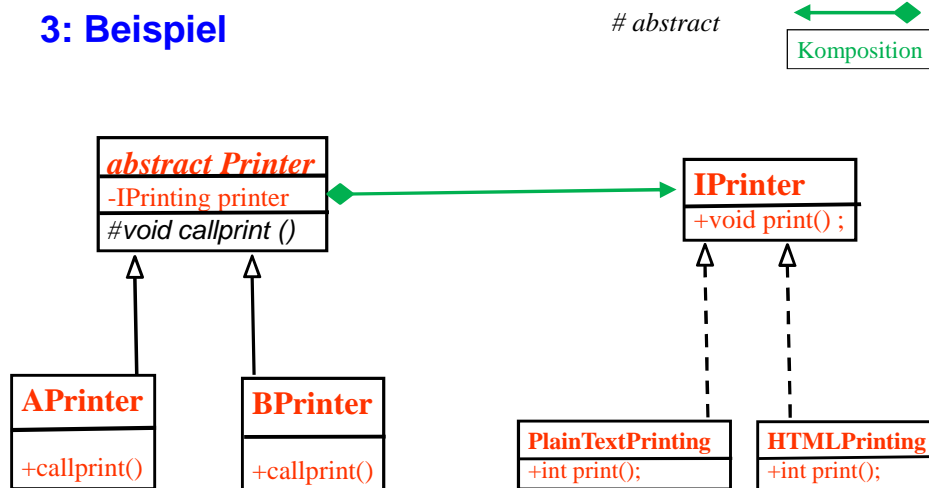 3: Beispiel
# abstract
Komposition
abstract Printer
-IPrinting printer
#void callprint ()
IPrinter
+void print() ;
APrinter
+callprint()
BPrinter
+callprint()
PlainTextPrinting
+int print();
HTMLPrinting
+int print();